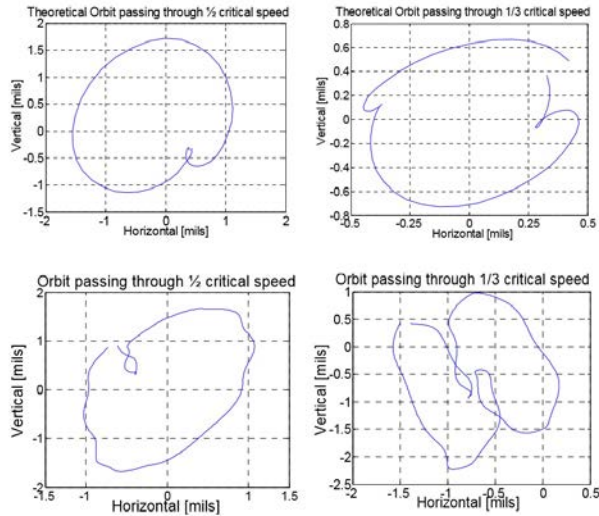 Theoretical Orbit passing through ½ critical speed
2
1.5
1
0.5
0
-0.5
-1
-1.5
-2 -1 0 1 2
Vertical [mils]
Horizontal [mils]
Theoretical Orbit passing through 1/3 critical speed
0.8
0.6
0.4
0.2
0
-0.2
-0.4
-0.6
-0.8
-0.5 -0.25 0 0.25 0.5
Vertical [mils]
Horizontal [mils]
Orbit passing through ½ critical speed
2
1
0
-1
-2
-1.5 -1 0 1 1.5
Vertical [mils]
Horizontal [mils]
Orbit passing through 1/3 critical speed
1
0.5
0
-0.5
-1
-1.5
-2
-2.5
-2 -1.5 -1 -0.5 0 0.5
Vertical [mils]
Horizontal [mils]